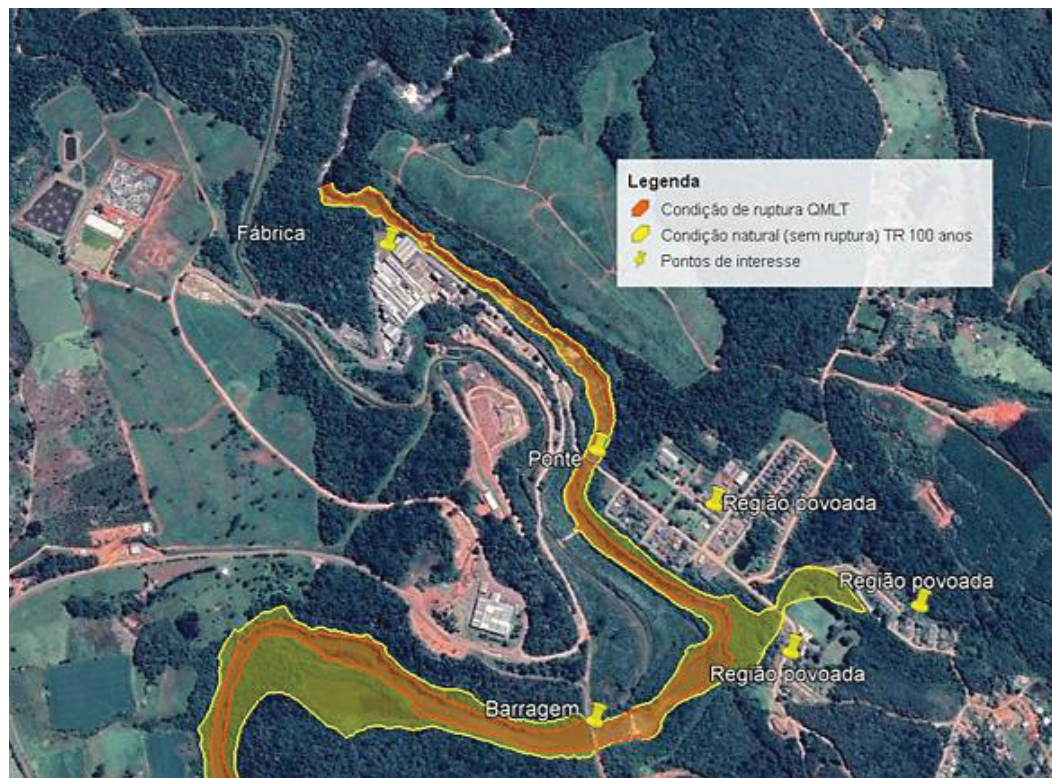 Legenda
Condição de ruptura QMLT
Condição natural (sem ruptura) TR 100 anos
Pontos de interesse
Fábrica
Ponte
Região povoada
Região povoada
Região povoada
Barragem